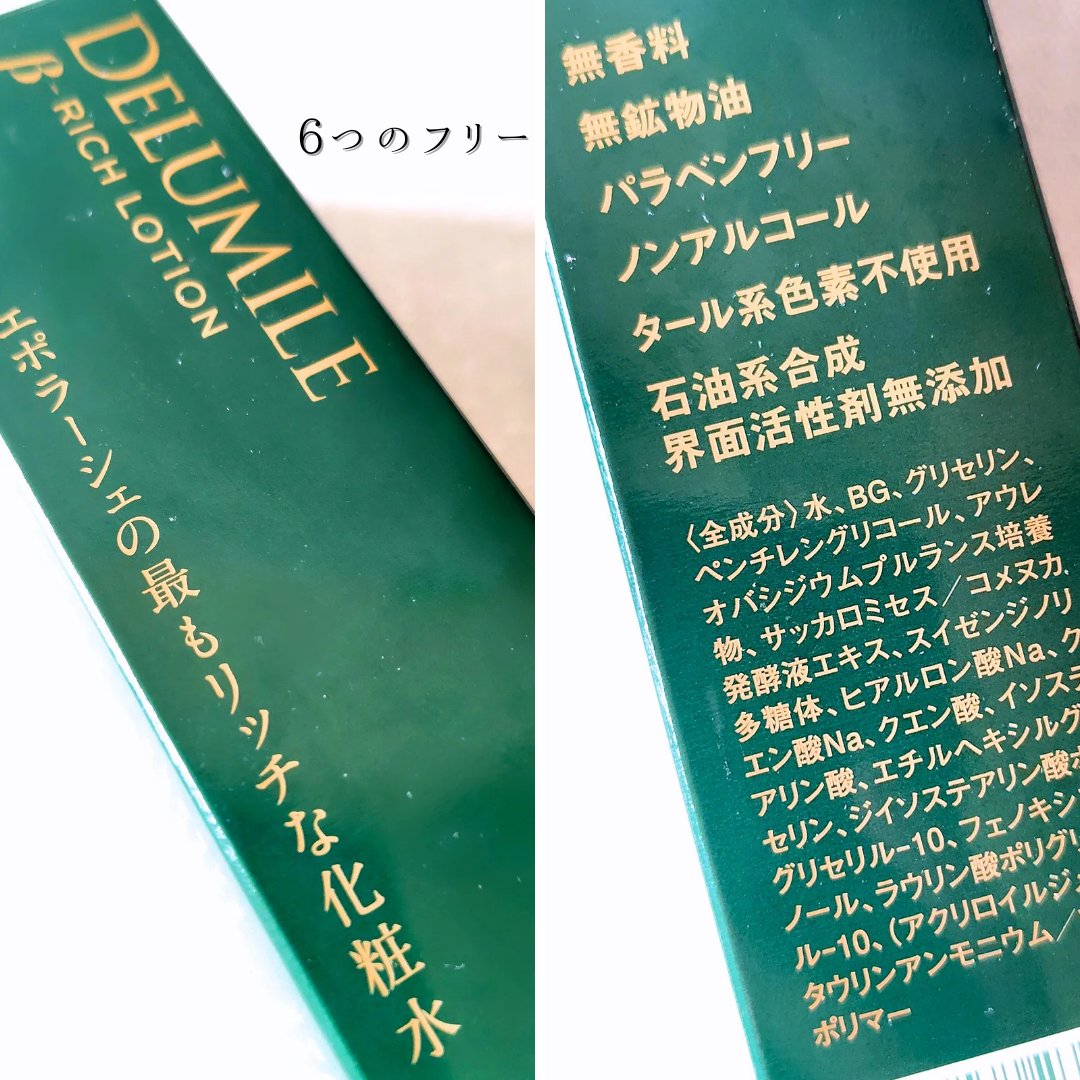 DELUMILE
β-RICH LOTION
エポラーシェの最もリッチな化粧水
6つのフリー
無香料
無鉱物油
パラベンフリー
ノンアルコール
タール系色素不使用
石油系合成
界面活性剤無添加
〈全成分〉水、BG、グリセリン、
ペンチレングリコール、アウレ
オバシジウムプルランス培養
物、サッカロミセス/コメヌカ
発酵液エキス、スイゼンジノリ
多糖体、ヒアルロン酸Na、ク
エン酸Na、クエン酸、イソステ
アリン酸、エチルヘキシルグ
セリン、ジイソステアリン酸ポ
グリセリル-10、フェノキシ
ノール、ラウリン酸ポリグリ
ル-10、(アクリロイルジ
タウリンアンモニウム/
ポリマー